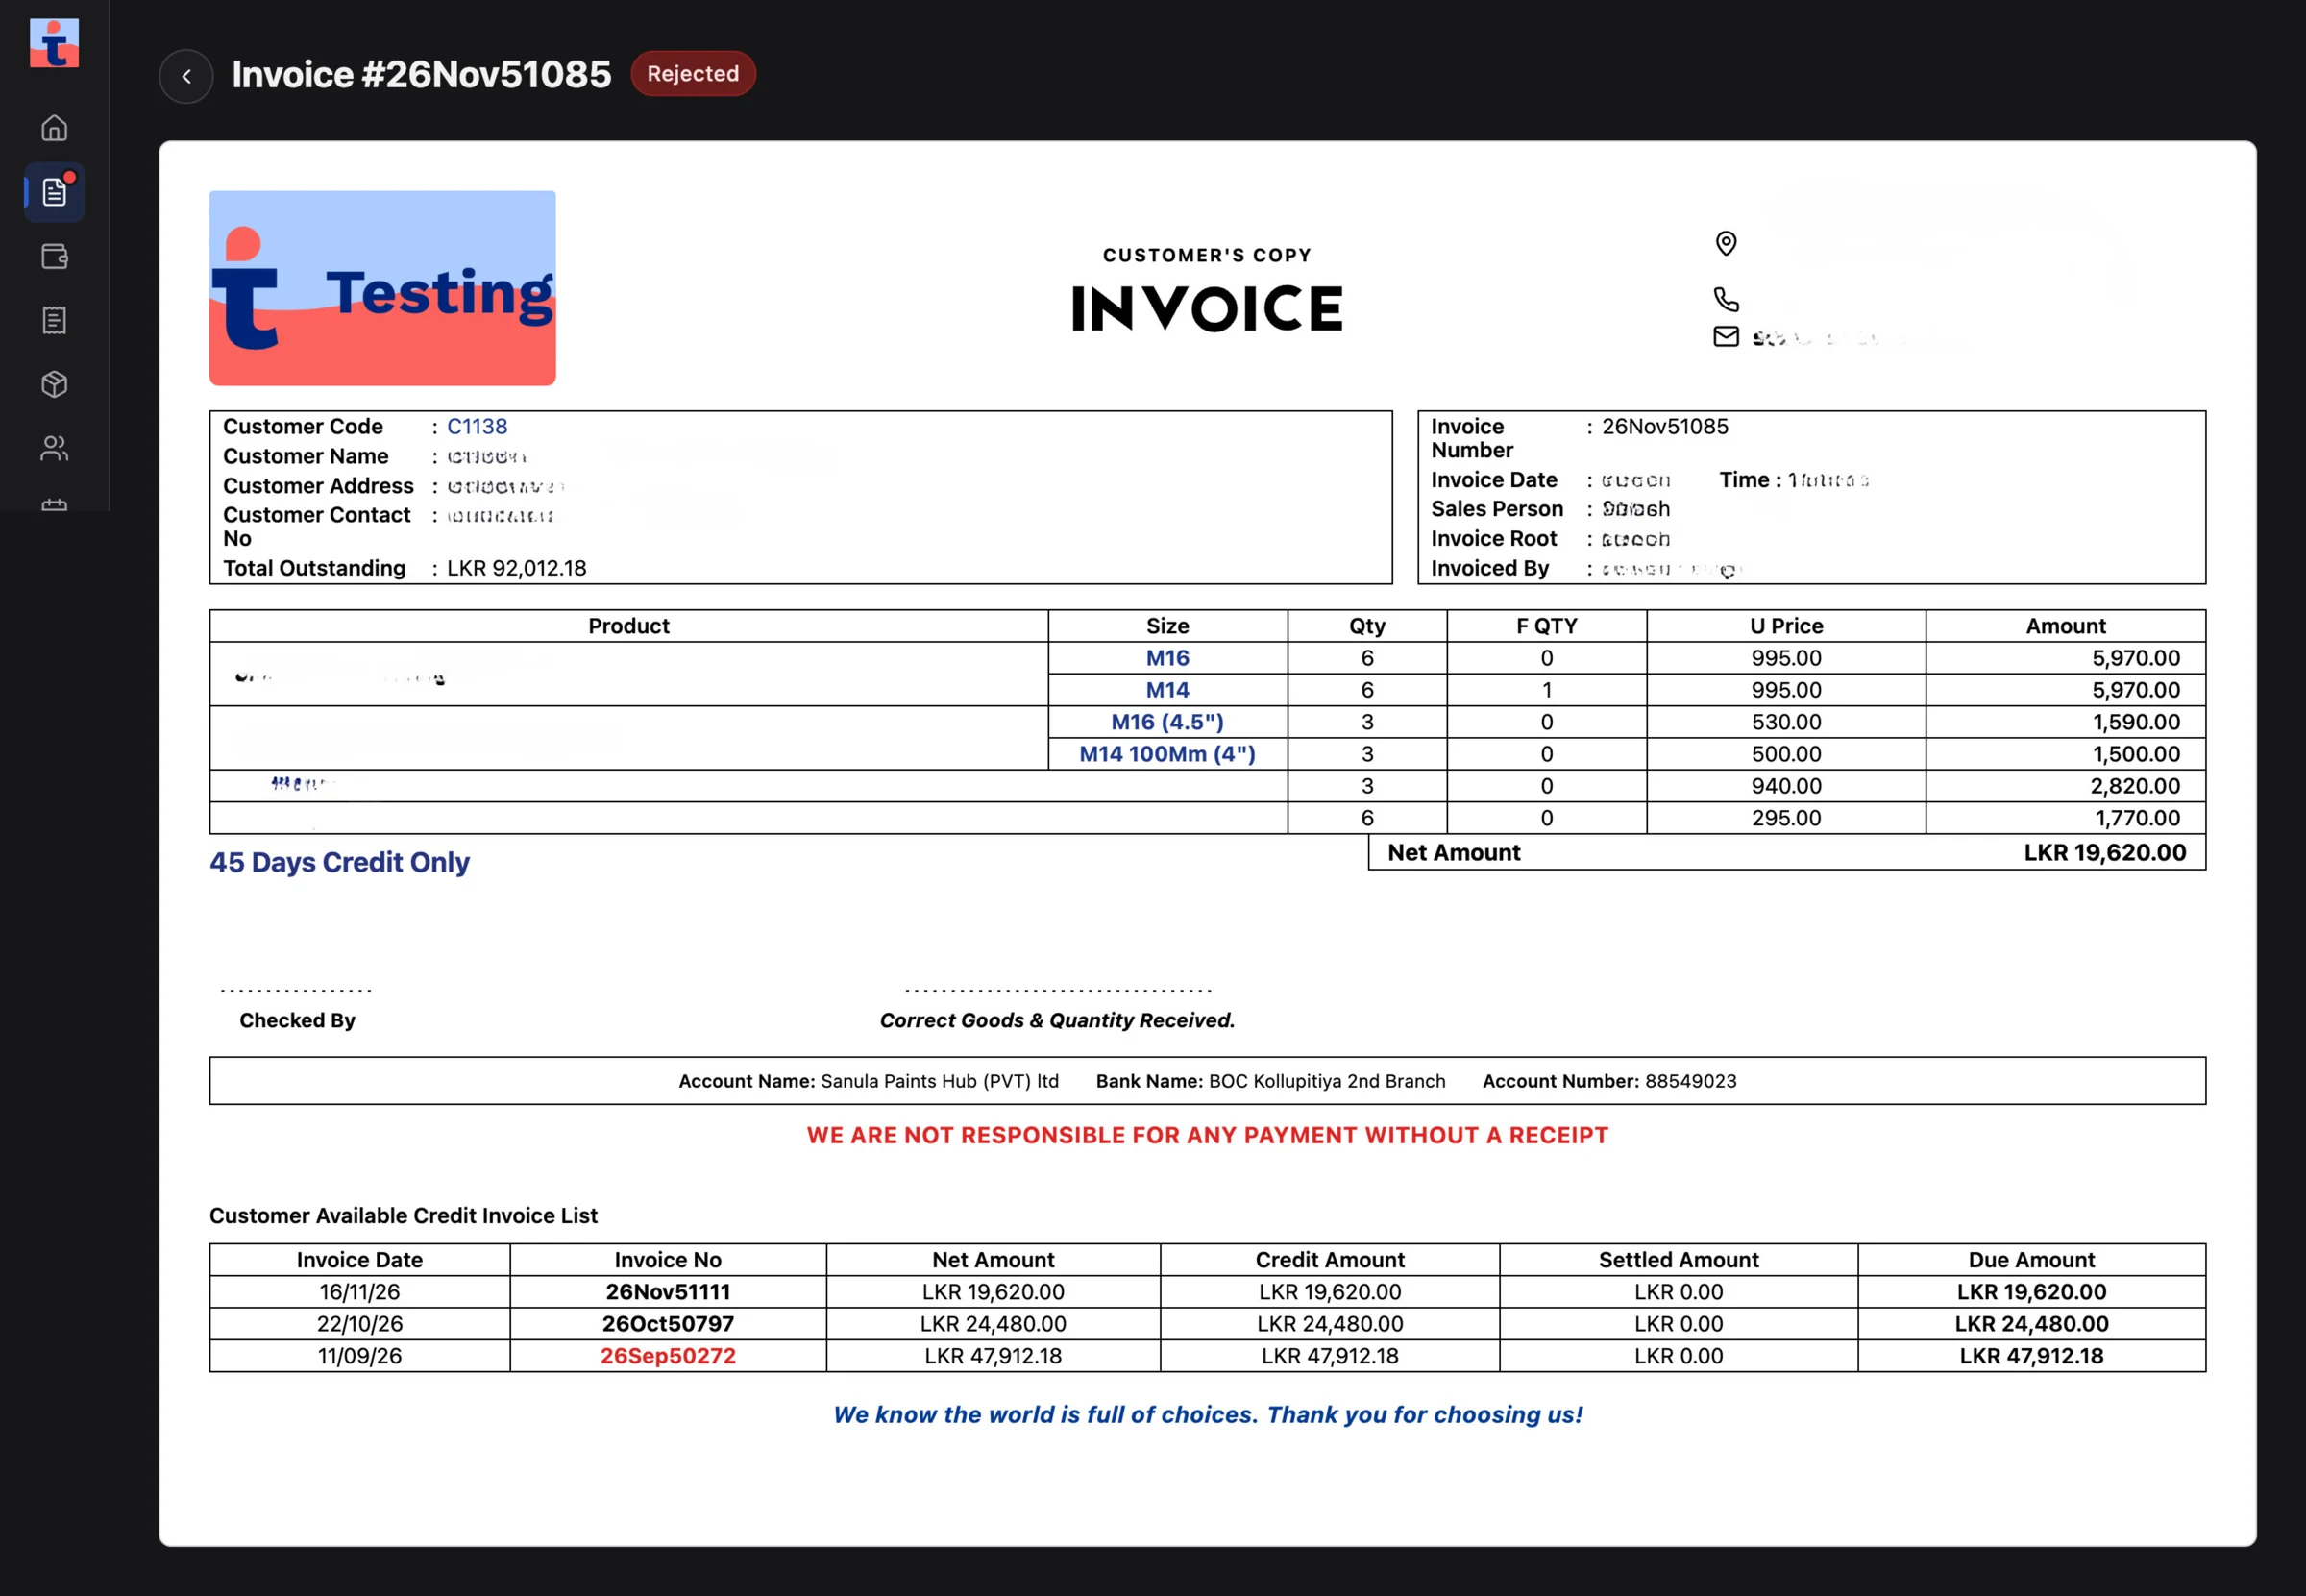 Invoice #26Nov51085 Rejected
t Testing
CUSTOMER'S COPY
INVOICE
Customer Code : C1138
Customer Name :
Customer Address :
Customer Contact No :
Total Outstanding : LKR 92,012.18
Invoice Number : 26Nov51085
Invoice Date : Time :
Sales Person :
Invoice Root :
Invoiced By :
Product Size Qty F QTY U Price Amount
M16 6 0 995.00 5,970.00
M14 6 1 995.00 5,970.00
M16 (4.5") 3 0 530.00 1,590.00
M14 100Mm (4") 3 0 500.00 1,500.00
3 0 940.00 2,820.00
6 0 295.00 1,770.00
Net Amount LKR 19,620.00
45 Days Credit Only
Checked By
Correct Goods & Quantity Received.
Account Name: Sanula Paints Hub (PVT) ltd Bank Name: BOC Kollupitiya 2nd Branch Account Number: 88549023
WE ARE NOT RESPONSIBLE FOR ANY PAYMENT WITHOUT A RECEIPT
Customer Available Credit Invoice List
Invoice Date Invoice No Net Amount Credit Amount Settled Amount Due Amount
16/11/26 26Nov51111 LKR 19,620.00 LKR 19,620.00 LKR 0.00 LKR 19,620.00
22/10/26 26Oct50797 LKR 24,480.00 LKR 24,480.00 LKR 0.00 LKR 24,480.00
11/09/26 26Sep50272 LKR 47,912.18 LKR 47,912.18 LKR 0.00 LKR 47,912.18
We know the world is full of choices. Thank you for choosing us!